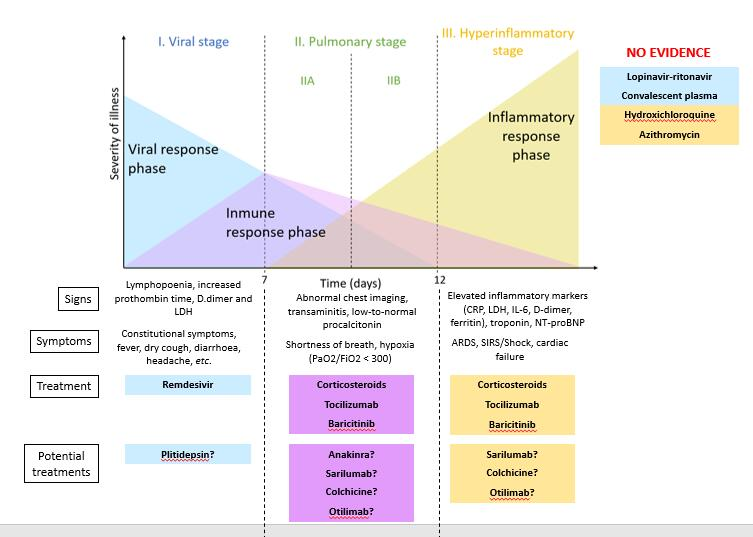 I. Viral stage
II. Pulmonary stage
III. Hyperinflammatory
stage
IIA
IIB
Severity of illness
Viral response
phase
Inmune
response phase
Inflammatory
response
phase
7
Time (days)
12
NO EVIDENCE
Lopinavir-ritonavir
Convalescent plasma
Hydroxichloroquine
Azithromycin
Signs
Lymphopoenia, increased
prothombin time, D.dimer and
LDH
Abnormal chest imaging,
transaminitis, low-to-normal
procalcitonin
Elevated inflammatory markers
(CRP, LDH, IL-6, D-dimer,
ferritin), troponin, NT-proBNP
Symptoms
Constitutional symptoms,
fever, dry cough, diarrhoea,
headache, etc.
Shortness of breath, hypoxia
(PaO2/FiO2 < 300)
ARDS, SIRS/Shock, cardiac
failure
Treatment
Remdesivir
Corticosteroids
Tocilizumab
Baricitinib
Corticosteroids
Tocilizumab
Baricitinib
Potential
treatments
Plitidepsin?
Anakinra?
Sarilumab?
Colchicine?
Otilimab?
Sarilumab?
Colchicine?
Otilimab?